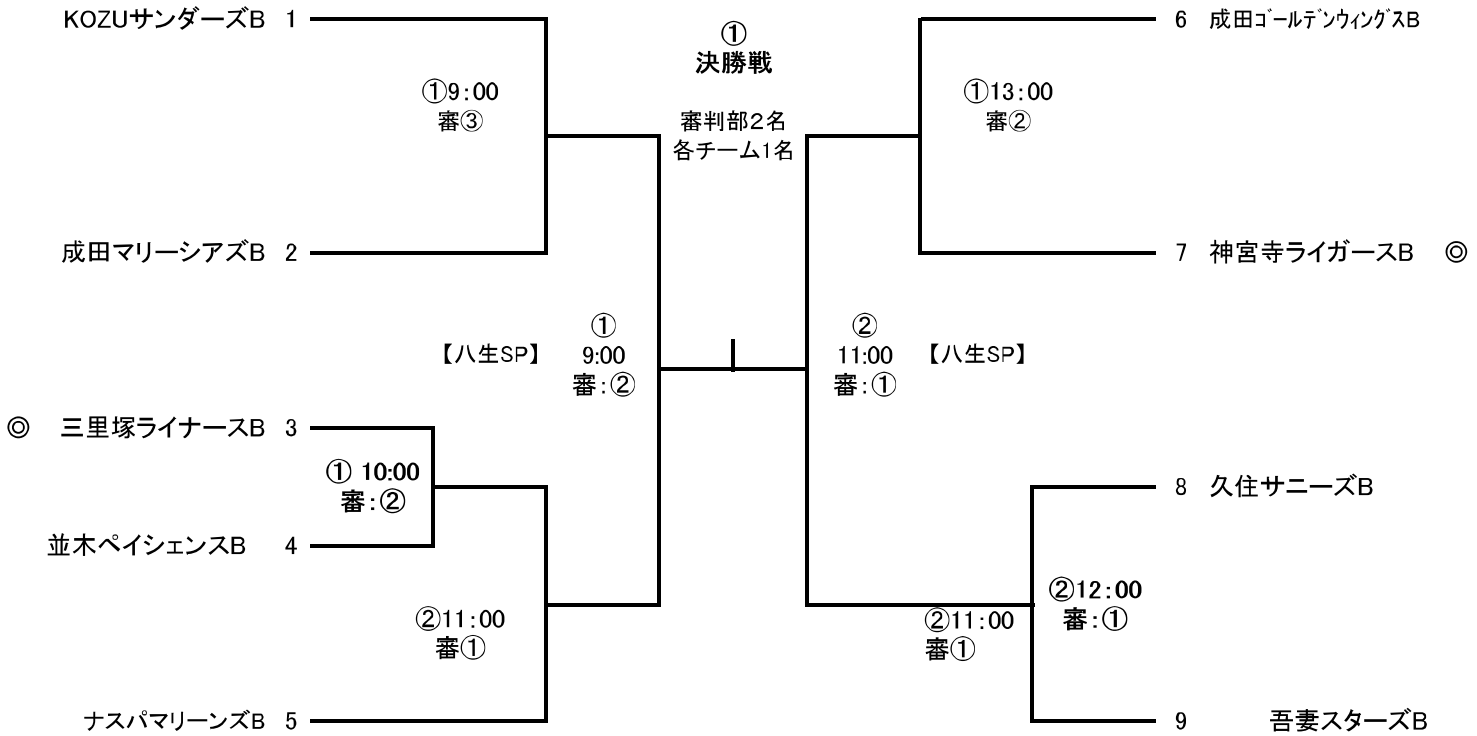 KOZUサンダーズB 1
①
決勝戦
6 成田ｺﾞｰﾙﾃﾞﾝｳｨﾝｸﾞｽB
①9:00
審③
審判部2名
各チーム1名
①13:00
審②
成田マリーシアズB 2
7 神宮寺ライガースB ◎
【八生SP】
①
9:00
審:②
②
11:00
審:①
【八生SP】
◎ 三里塚ライナースB 3
① 10:00
審:②
8 久住サニーズB
並木ペイシェンスB 4
②11:00
審①
②11:00
審①
②12:00
審:①
ナスパマリーンズB 5
9 吾妻スターズB